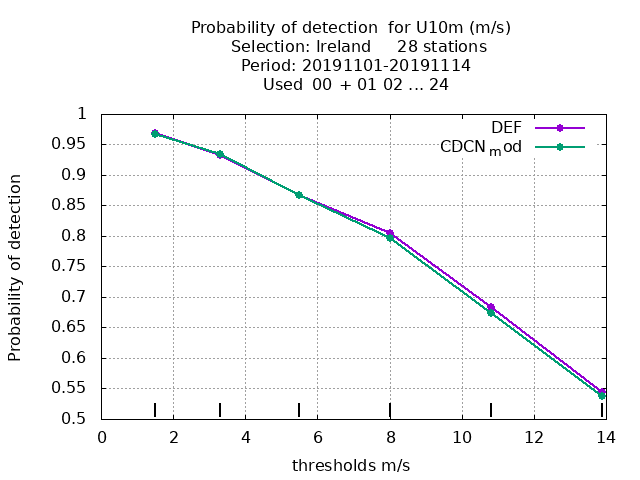 Probability of detection  for U10m (m/s)
Selection: Ireland     28 stations
Period: 20191101-20191114
Used  00  + 01 02 ... 24
DEF
CDCN mod
1
0.95
0.9
0.85
0.8
0.75
0.7
0.65
0.6
0.55
0.5
Probability of detection
0 2 4 6 8 10 12 14
thresholds m/s